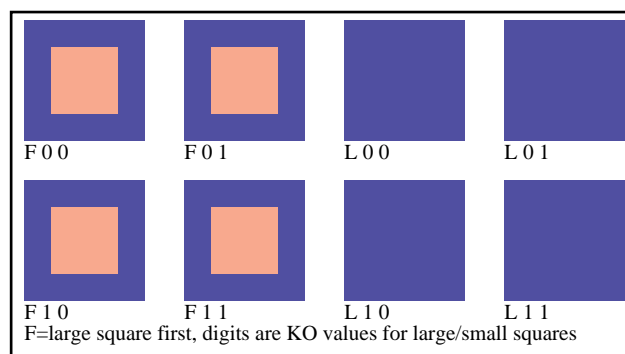 F 0 0 F 0 1 L 0 0 L 0 1
F 1 0 F 1 1 L 1 0 L 1 1
F=large square first, digits are KO values for large/small squares